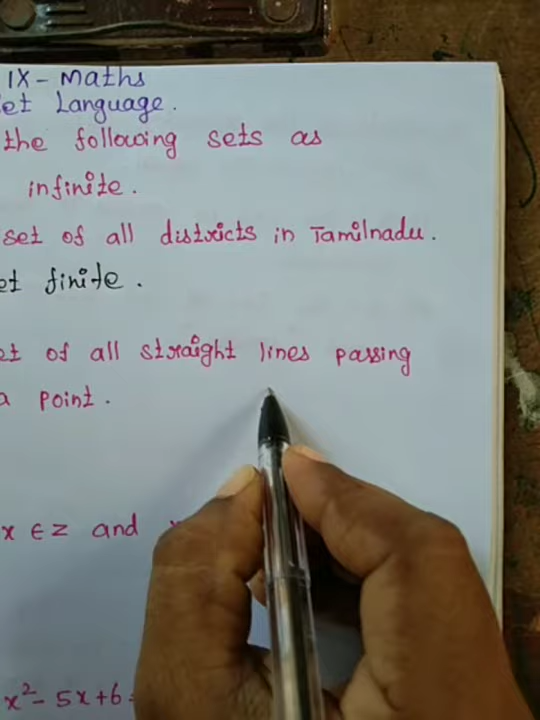 IX - Maths
et Language.
the following sets as
infinite.
set of all districts in Tamilnadu.
et finite.
et of all straight lines passing
a point.
x ∈ z and
x² - 5x + 6